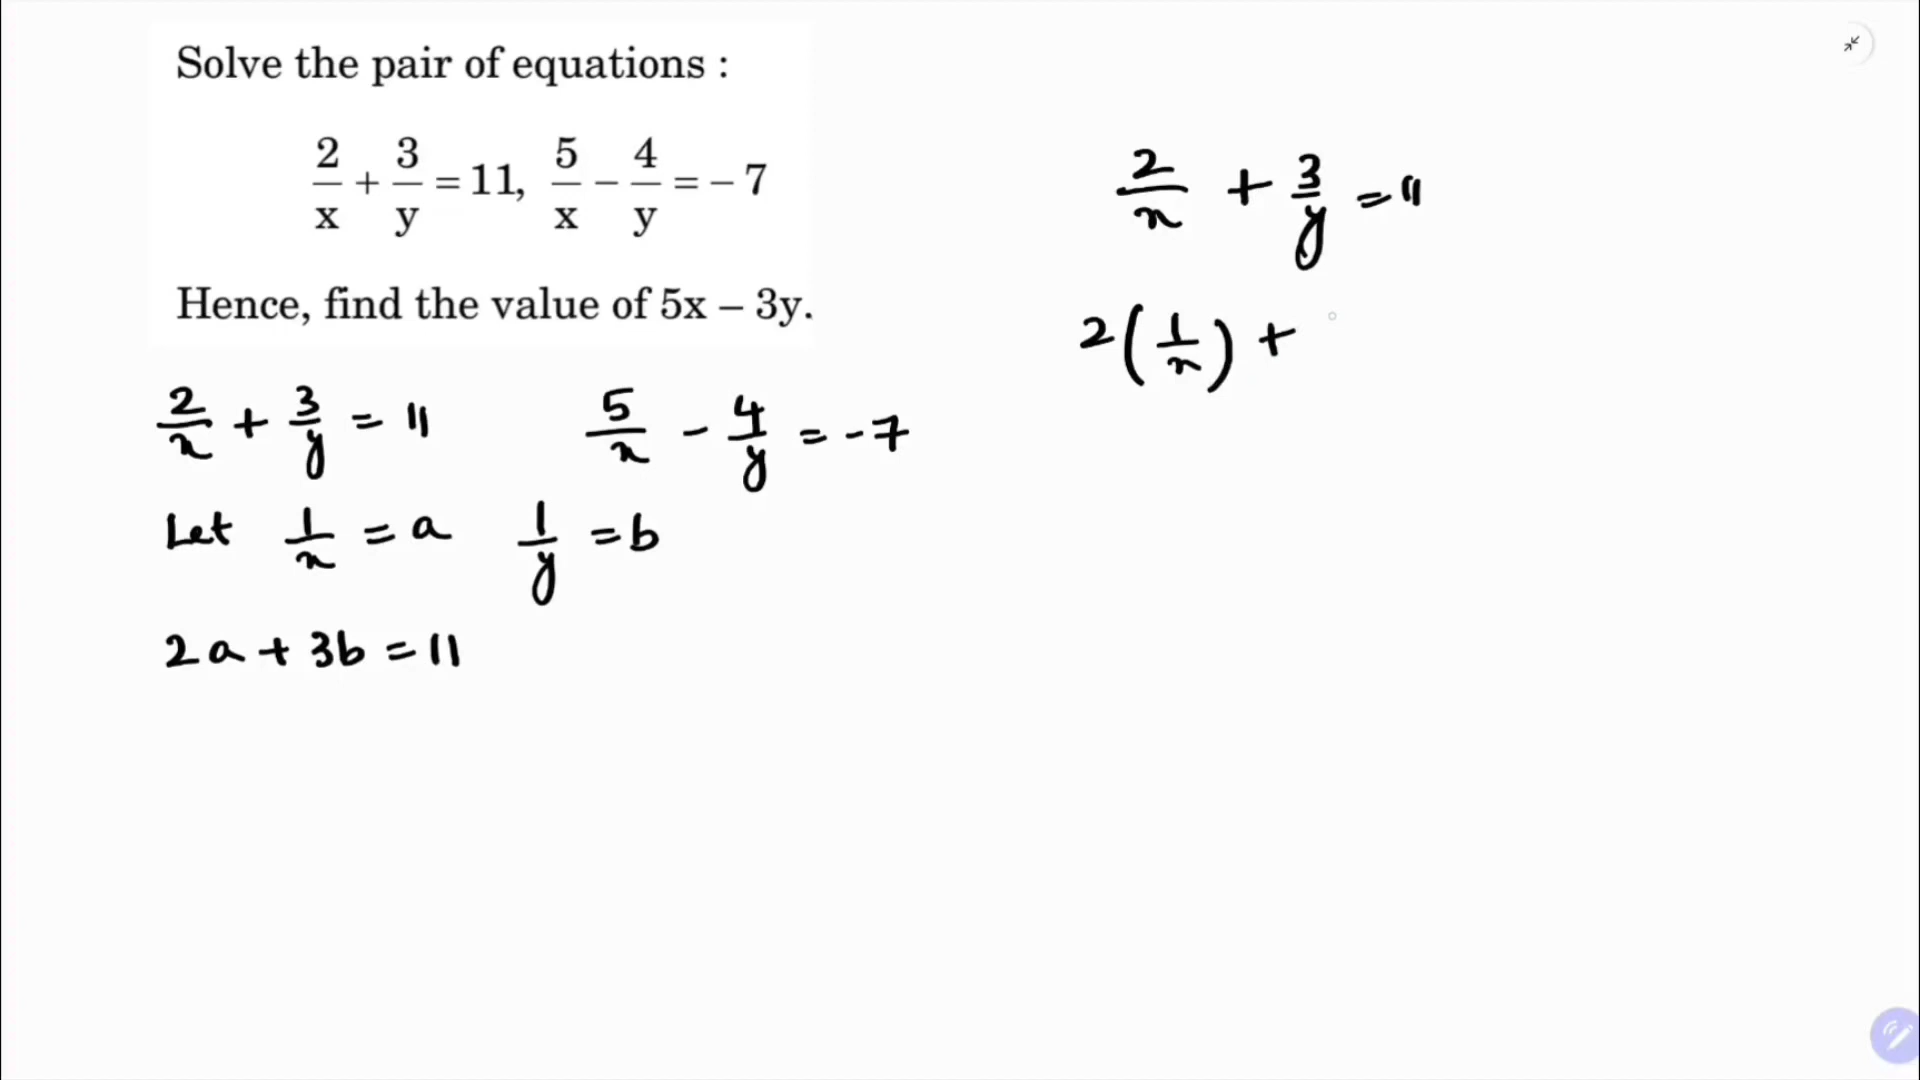 Solve the pair of equations :
2/x + 3/y = 11, 5/x − 4/y = − 7
Hence, find the value of 5x – 3y.
2/x + 3/y = 11 5/x - 4/y = -7
Let 1/x = a 1/y = b
2a + 3b = 11
2/x + 3/y = 11
2(1/x) +